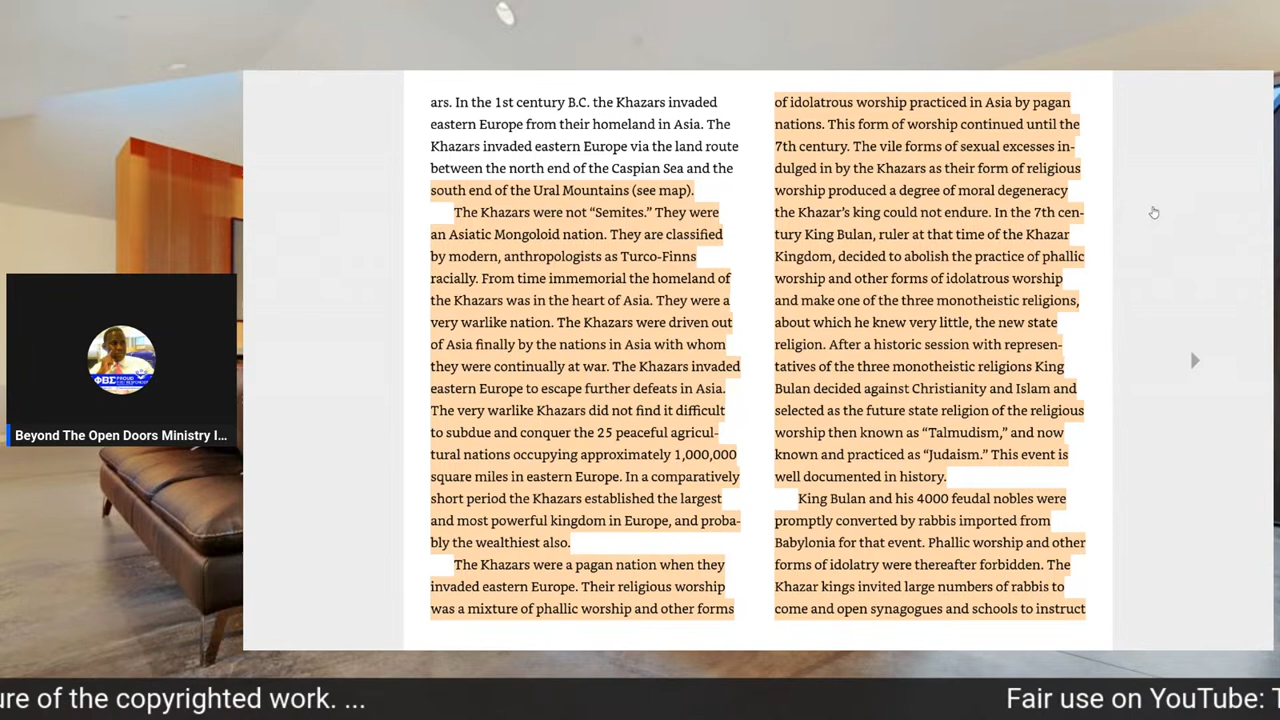 ars. In the 1st century B.C. the Khazars invaded
eastern Europe from their homeland in Asia. The
Khazars invaded eastern Europe via the land route
between the north end of the Caspian Sea and the
south end of the Ural Mountains (see map).
The Khazars were not “Semites.” They were
an Asiatic Mongoloid nation. They are classified
by modern, anthropologists as Turco-Finns
racially. From time immemorial the homeland of
the Khazars was in the heart of Asia. They were a
very warlike nation. The Khazars were driven out
of Asia finally by the nations in Asia with whom
they were continually at war. The Khazars invaded
eastern Europe to escape further defeats in Asia.
The very warlike Khazars did not find it difficult
to subdue and conquer the 25 peaceful agricul-
tural nations occupying approximately 1,000,000
square miles in eastern Europe. In a comparatively
short period the Khazars established the largest
and most powerful kingdom in Europe, and proba-
bly the wealthiest also.
The Khazars were a pagan nation when they
invaded eastern Europe. Their religious worship
was a mixture of phallic worship and other forms
of idolatrous worship practiced in Asia by pagan
nations. This form of worship continued until the
7th century. The vile forms of sexual excesses in-
dulged in by the Khazars as their form of religious
worship produced a degree of moral degeneracy
the Khazar’s king could not endure. In the 7th cen-
tury King Bulan, ruler at that time of the Khazar
Kingdom, decided to abolish the practice of phallic
worship and other forms of idolatrous worship
and make one of the three monotheistic religions,
about which he knew very little, the new state
religion. After a historic session with represen-
tatives of the three monotheistic religions King
Bulan decided against Christianity and Islam and
selected as the future state religion of the religious
worship then known as “Talmudism,” and now
known and practiced as “Judaism.” This event is
well documented in history.
King Bulan and his 4000 feudal nobles were
promptly converted by rabbis imported from
Babylonia for that event. Phallic worship and other
forms of idolatry were thereafter forbidden. The
Khazar kings invited large numbers of rabbis to
come and open synagogues and schools to instruct
ΦΒΣ PROUD
Beyond The Open Doors Ministry I...
ure of the copyrighted work. ...
Fair use on YouTube: T